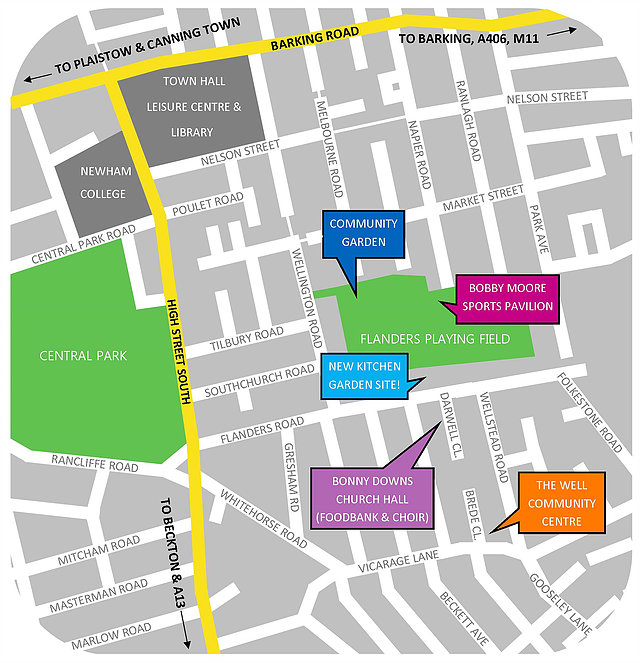 TO PLAISTOW & CANNING TOWN
BARKING ROAD
TO BARKING, A406, M11
TOWN HALL
LEISURE CENTRE &
LIBRARY
NELSON STREET
NELSON STREET
MELBOURNE ROAD
NAPIER ROAD
RANLAGH ROAD
NEWHAM
COLLEGE
POULET ROAD
MARKET STREET
PARK AVE
CENTRAL PARK ROAD
COMMUNITY
GARDEN
WELLINGTON ROAD
BOBBY MOORE
SPORTS PAVILION
HIGH STREET SOUTH
CENTRAL PARK
TILBURY ROAD
FLANDERS PLAYING FIELD
NEW KITCHEN
GARDEN SITE!
SOUTHCHURCH ROAD
FOLKESTONE ROAD
DARWELL CL.
WELLSTEAD ROAD
FLANDERS ROAD
GRESHAM RD
RANCLIFFE ROAD
BONNY DOWNS
CHURCH HALL
(FOODBANK & CHOIR)
THE WELL
COMMUNITY
CENTRE
BREDE CL.
WHITEHORSE ROAD
TO BECKTON & A13
MITCHAM ROAD
VICARAGE LANE
MASTERMAN ROAD
BECKETT AVE
GOOSELEY LANE
MARLOW ROAD